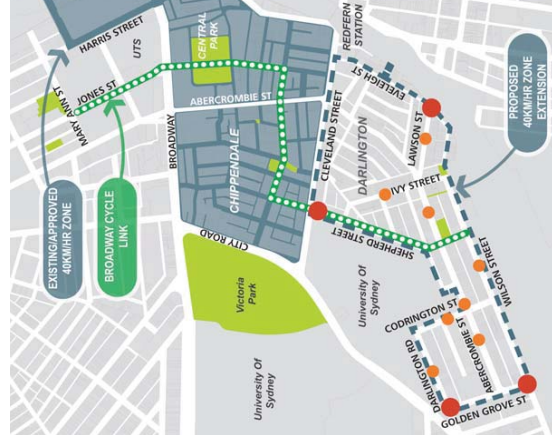 HARRIS STREET
UTS
CENTRAL
PARK
REDFERN
STATION
JONES ST
MARY ANN ST
EXISTING/APPROVED
40KM/HR ZONE
BROADWAY CYCLE
LINK
BROADWAY
ABERCROMBIE ST
CHIPPENDALE
CITY ROAD
CLEVELAND STREET
EVELEIGH ST
DARLINGTON
LAWSON ST
IVY STREET
PROPOSED
40KM/HR ZONE
EXTENSION
SHEPHERD STREET
Victoria
Park
University
of
Sydney
University Of
Sydney
CODRINGTON ST
WILSON STREET
ABERCROMBIE ST
DARLINGTON RD
GOLDEN GROVE ST